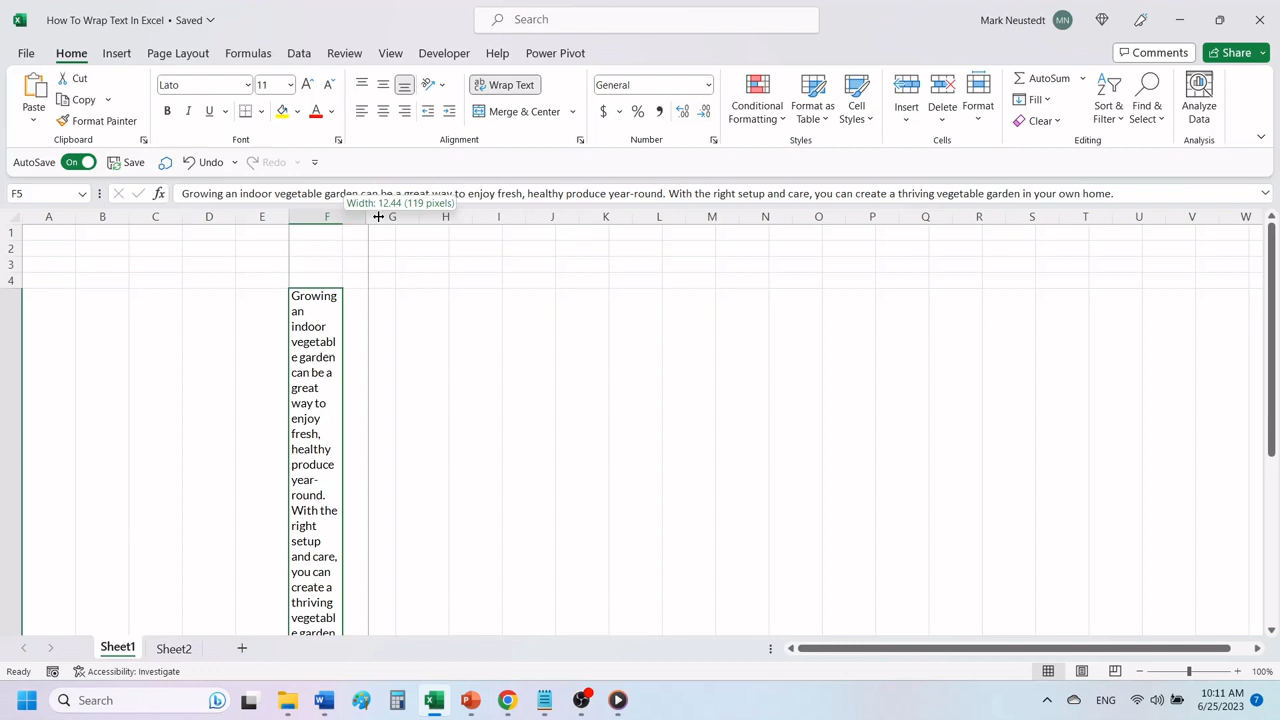 How To Wrap Text In Excel • Saved
Search
Mark Neustedt MN
File Home Insert Page Layout Formulas Data Review View Developer Help Power Pivot
Comments Share
Paste
Cut
Copy
Format Painter
Clipboard
Lato 11
B I U
Font
Wrap Text
Merge & Center
Alignment
General
$ % ,
Number
Conditional Formatting
Format as Table
Cell Styles
Styles
Insert Delete Format
Cells
AutoSum
Fill
Clear
Sort & Filter
Find & Select
Editing
Analyze Data
Analysis
AutoSave On Save Undo Redo
F5 fx Growing an indoor vegetable garden can be a great way to enjoy fresh, healthy produce year-round. With the right setup and care, you can create a thriving vegetable garden in your own home.
Width: 12.44 (119 pixels)
A B C D E F G H I J K L M N O P Q R S T U V W
1
2
3
4
Growing
an
indoor
vegetabl
e garden
can be a
great
way to
enjoy
fresh,
healthy
produce
year-
round.
With the
right
setup
and care,
you can
create a
thriving
vegetabl
e garden
Sheet1 Sheet2
Ready Accessibility: Investigate 100%
Search
ENG
10:11 AM
6/25/2023
7